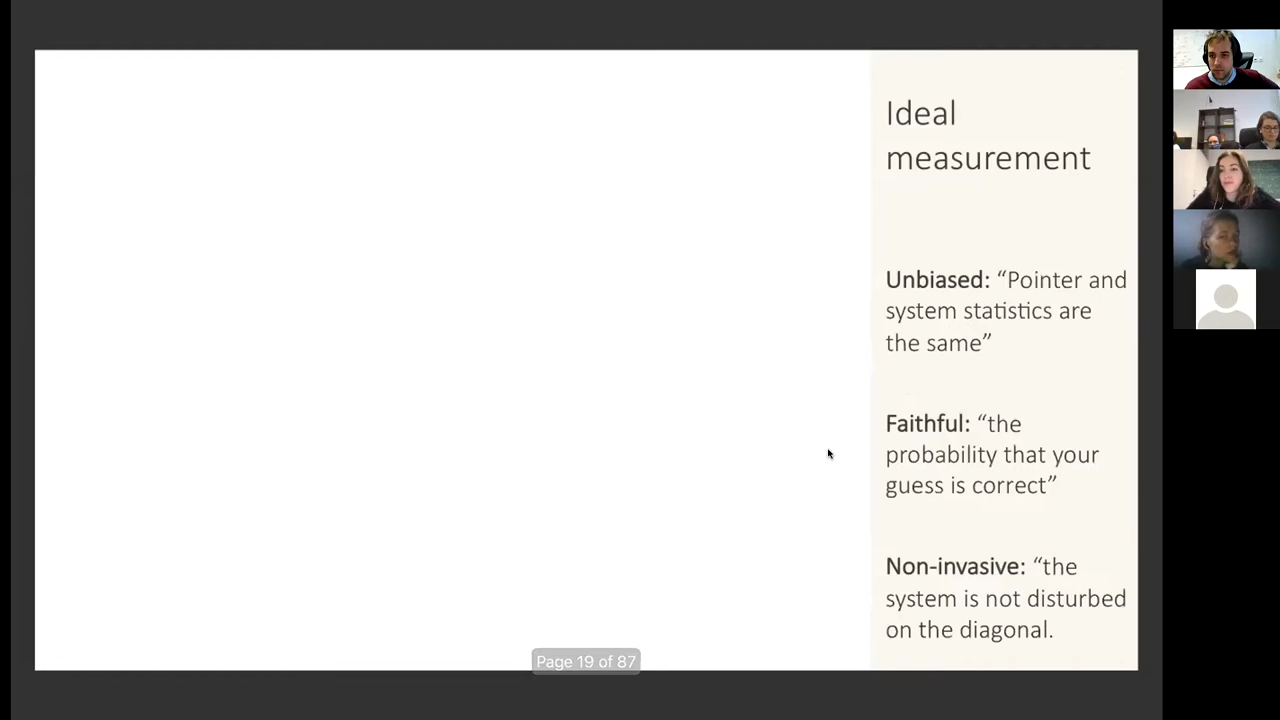 Ideal
measurement
Unbiased: “Pointer and
system statistics are
the same”
Faithful: “the
probability that your
guess is correct”
Non-invasive: “the
system is not disturbed
on the diagonal.
Page 19 of 87